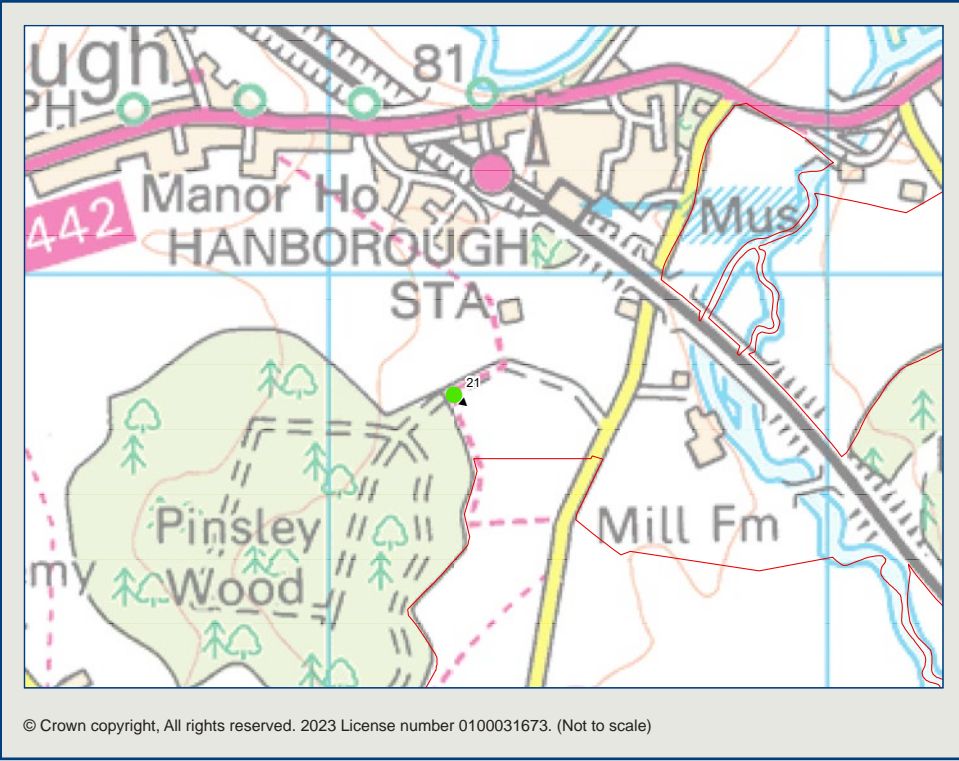 ugh
81
PH
Manor Ho
442
Mus
HANBOROUGH
STA
21
Pinsley
Wood
Mill Fm
my
© Crown copyright, All rights reserved. 2023 License number 0100031673. (Not to scale)